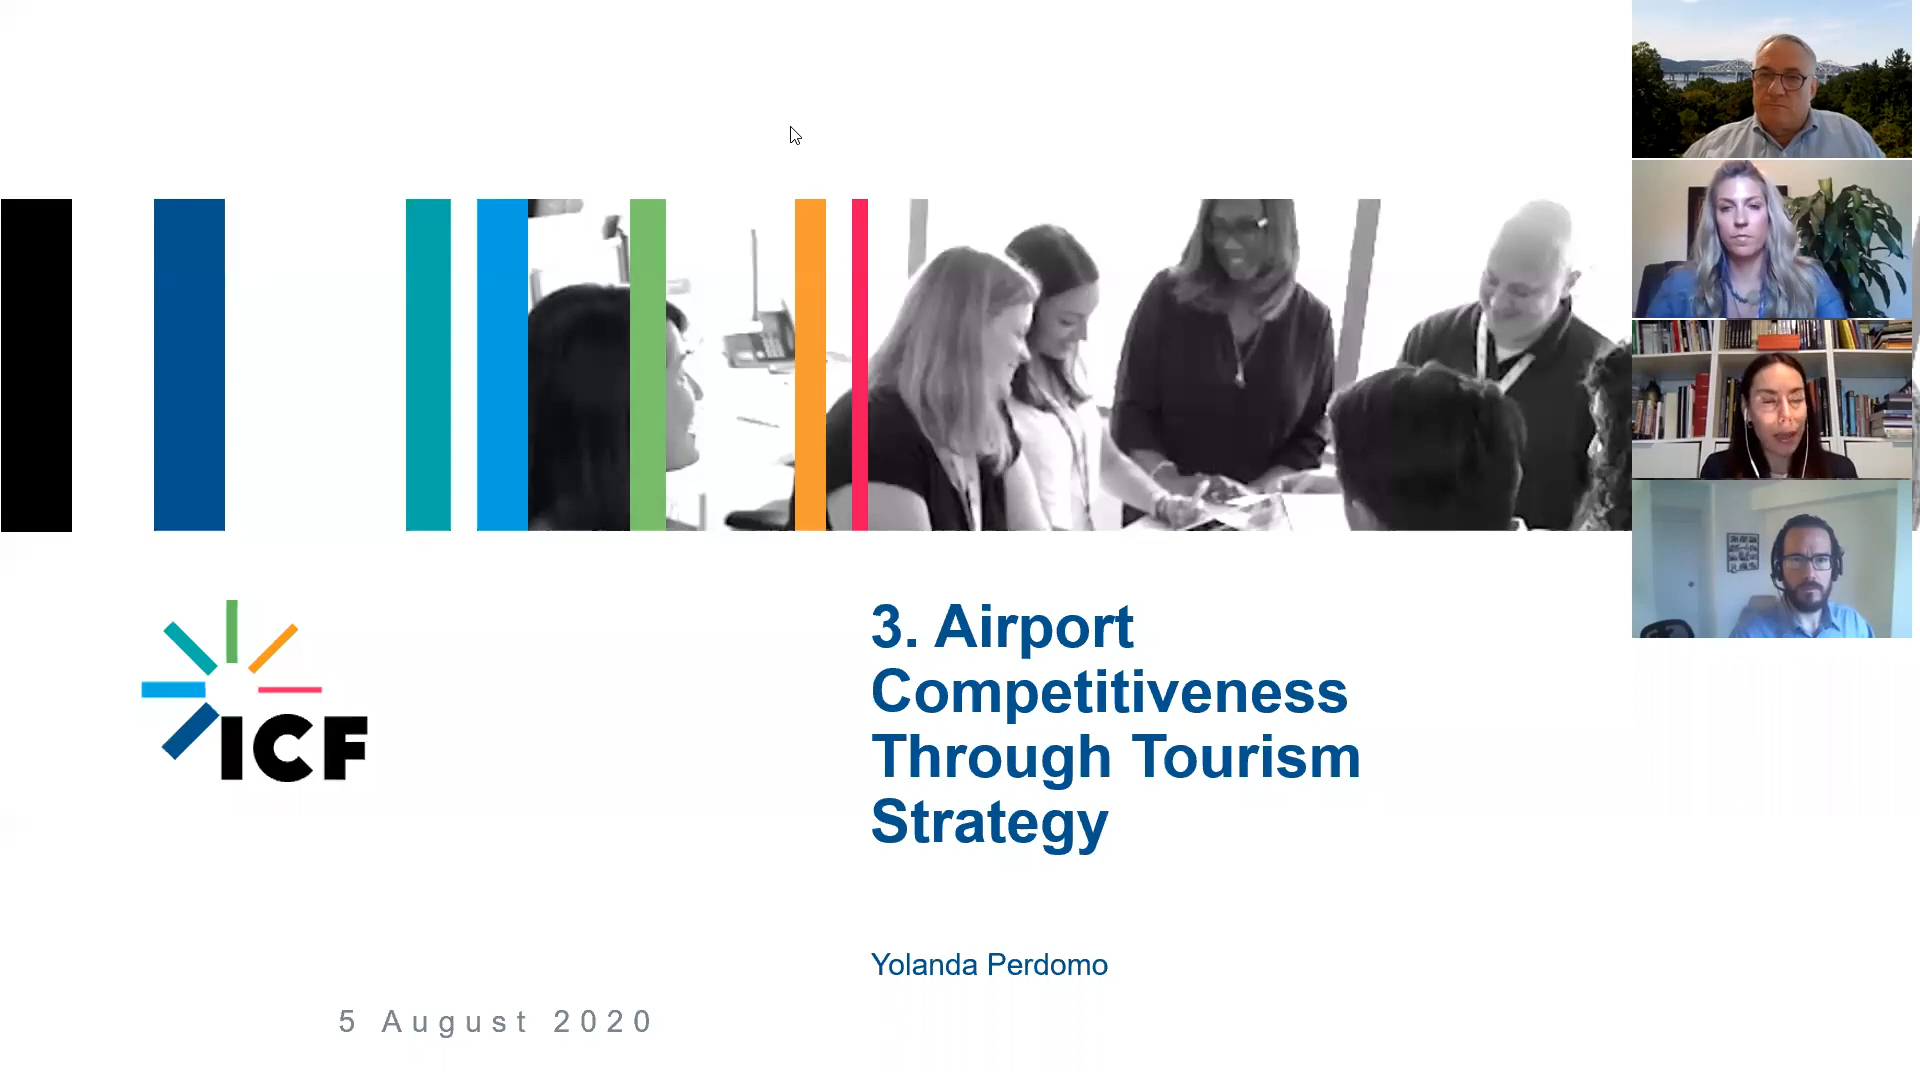 ICF
3. Airport
Competitiveness
Through Tourism
Strategy
Yolanda Perdomo
5 August 2020